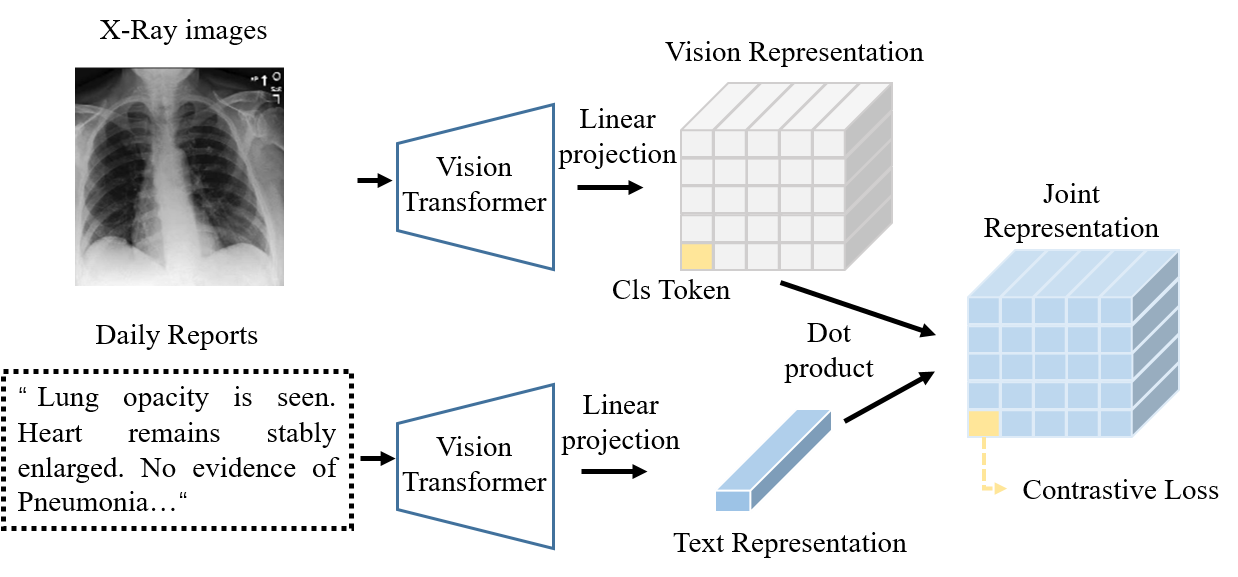 X-Ray images
Vision Representation
Linear
projection
Vision
Transformer
Cls Token
Joint
Representation
Daily Reports
“ Lung opacity is seen.
Heart remains stably
enlarged. No evidence of
Pneumonia…“
Vision
Transformer
Linear
projection
Dot
product
Text Representation
Contrastive Loss